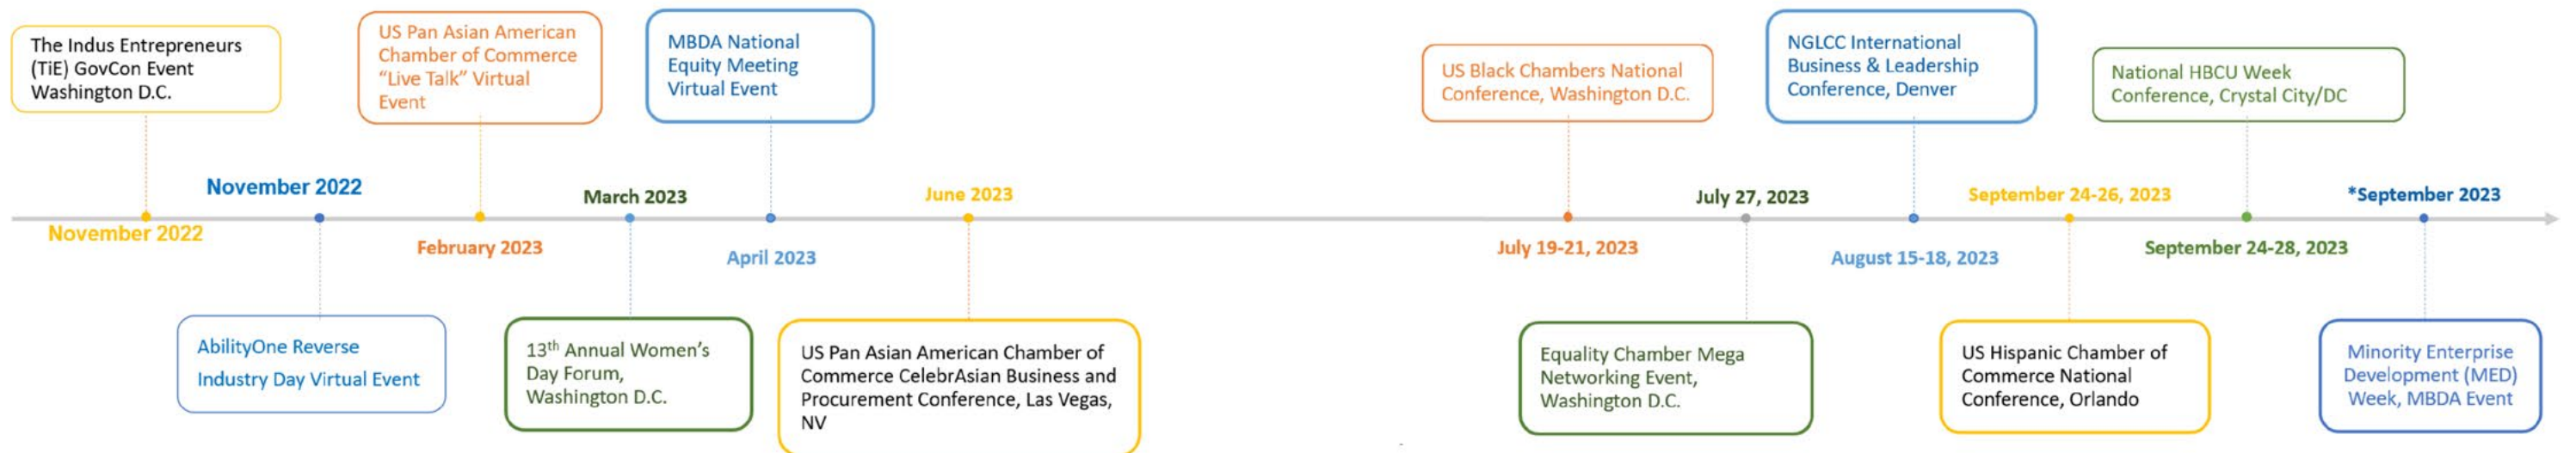 The Indus Entrepreneurs
(TiE) GovCon Event
Washington D.C.
November 2022
November 2022
AbilityOne Reverse
Industry Day Virtual Event
US Pan Asian American
Chamber of Commerce
“Live Talk” Virtual
Event
February 2023
March 2023
13th Annual Women’s
Day Forum,
Washington D.C.
MBDA National
Equity Meeting
Virtual Event
April 2023
June 2023
US Pan Asian American Chamber of
Commerce CelebrAsian Business and
Procurement Conference, Las Vegas,
NV
US Black Chambers National
Conference, Washington D.C.
July 19-21, 2023
July 27, 2023
Equality Chamber Mega
Networking Event,
Washington D.C.
NGLCC International
Business & Leadership
Conference, Denver
August 15-18, 2023
September 24-26, 2023
US Hispanic Chamber of
Commerce National
Conference, Orlando
National HBCU Week
Conference, Crystal City/DC
September 24-28, 2023
*September 2023
Minority Enterprise
Development (MED)
Week, MBDA Event